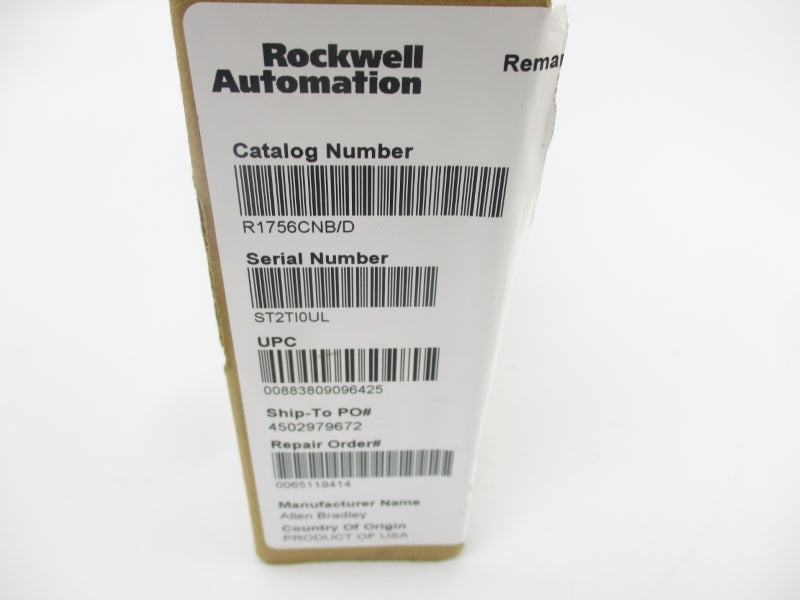 Rockwell
Automation
Catalog Number
R1756CNB/D
Serial Number
ST2TI0UL
UPC
00883809096425
Ship-To PO#
4502979672
Repair Order#
0065119414
Manufacturer Name
Allen Bradley
Country Of Origin
PRODUCT OF USA